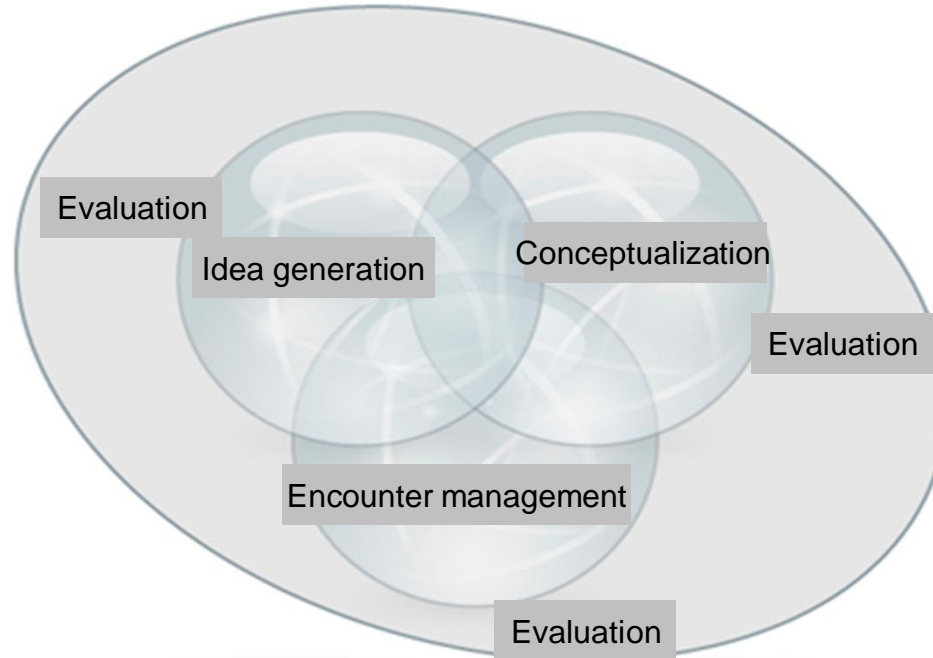 Evaluation
Idea generation
Conceptualization
Evaluation
Encounter management
Evaluation